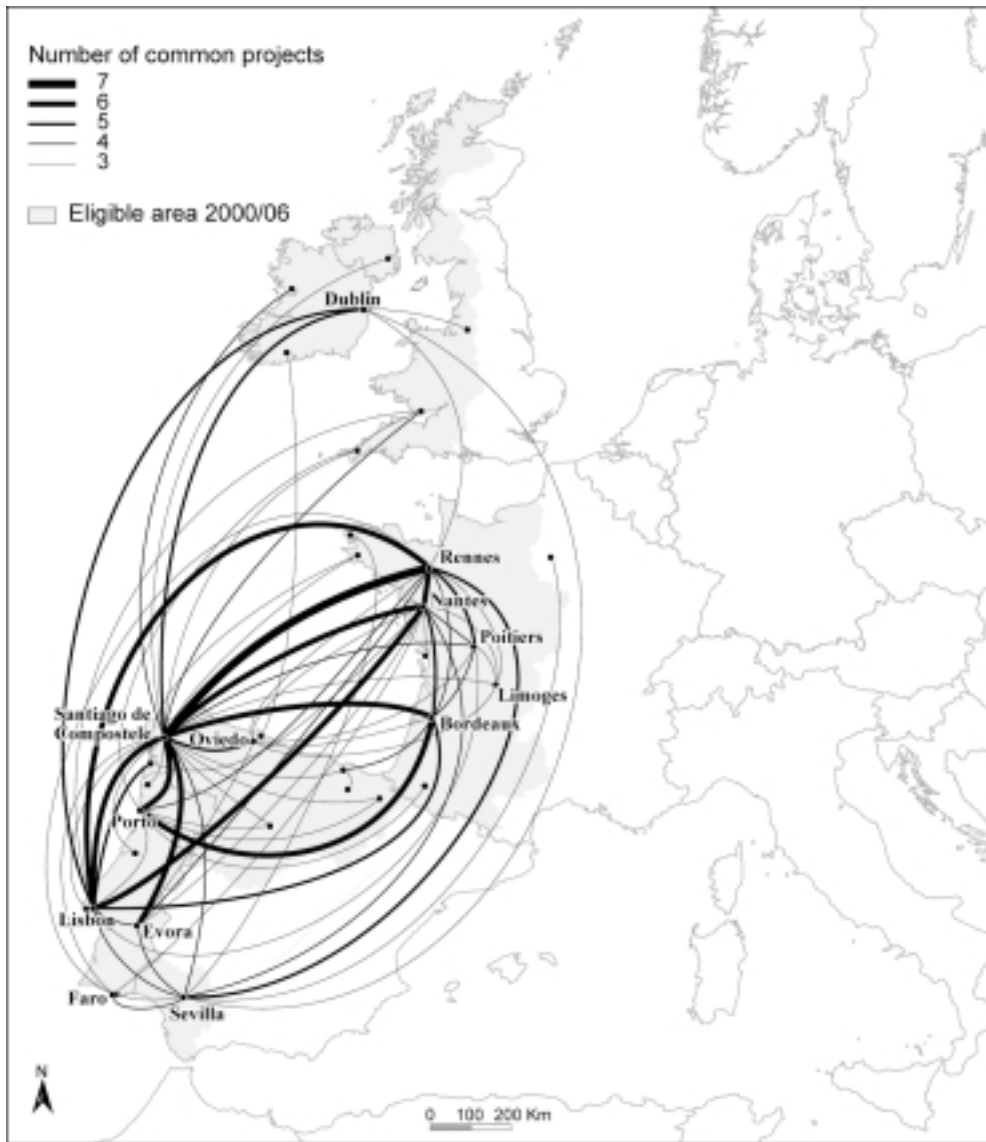 Number of common projects
7
6
5
4
3
Eligible area 2000/06
Dublin
Rennes
Nantes
Poitiers
Limoges
Santiago de
Compostele
Oviedo
Bordeaux
Porto
Lisbon
Evora
Faro
Sevilla
N
0 100 200 Km